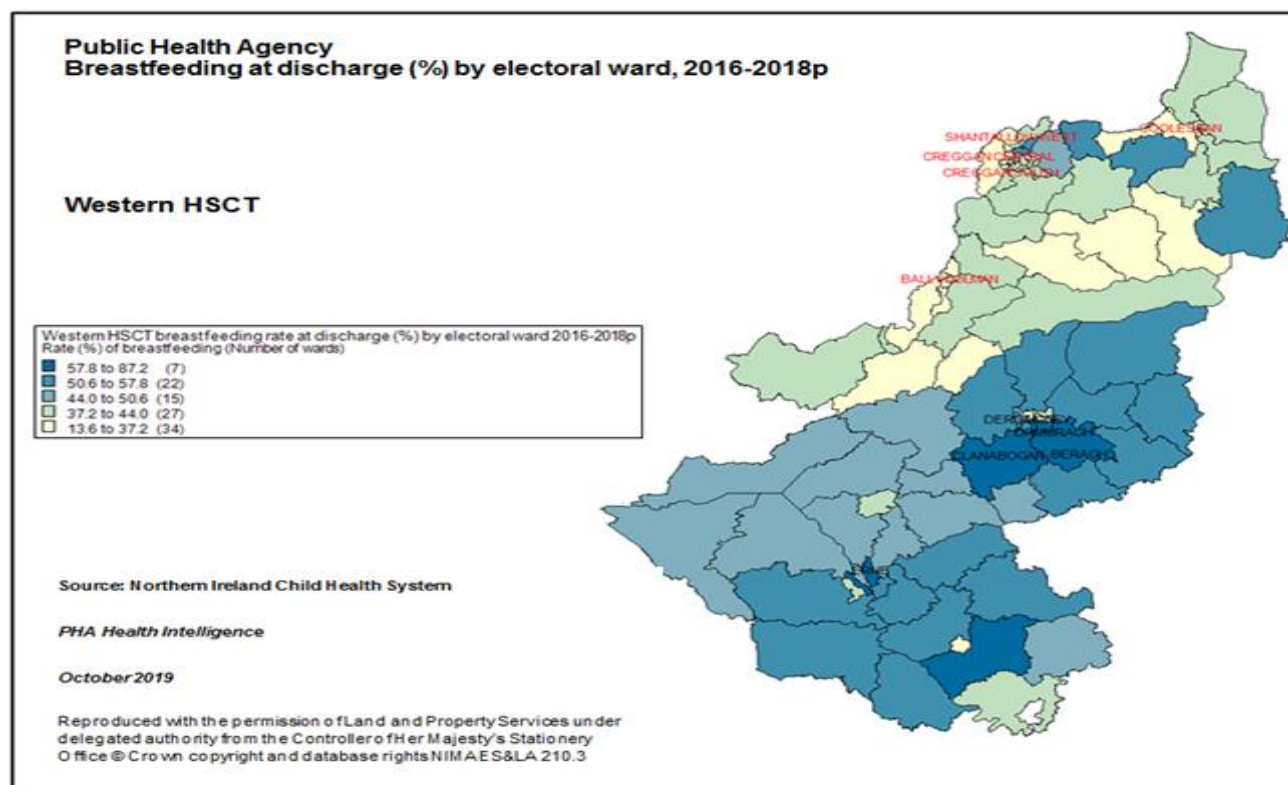 Public Health Agency
Breastfeeding at discharge (%) by electoral ward, 2016-2018p
Western HSCT
Western HSCT breastfeeding rate at discharge (%) by electoral ward 2016-2018p
Rate (%) of breastfeeding (Number of wards)
57.8 to 87.2 (7)
50.6 to 57.8 (22)
44.0 to 50.6 (15)
37.2 to 44.0 (27)
13.6 to 37.2 (34)
SHANTALLOW WEST
CREGGAN CENTRAL
CREGGAN
CLANABOGAN
BERAGH
Source: Northern Ireland Child Health System
PHA Health Intelligence
October 2019
Reproduced with the permission of Land and Property Services under
delegated authority from the Controller of Her Majesty's Stationery
Office © Crown copyright and database rights NIMA ES&LA 210.3